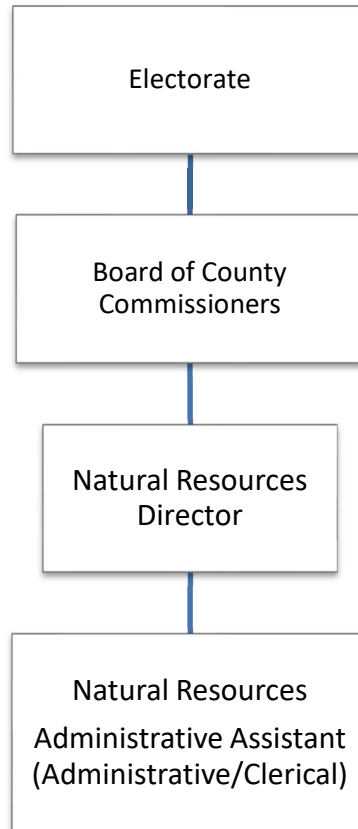 Electorate
Board of County
Commissioners
Natural Resources
Director
Natural Resources
Administrative Assistant
(Administrative/Clerical)